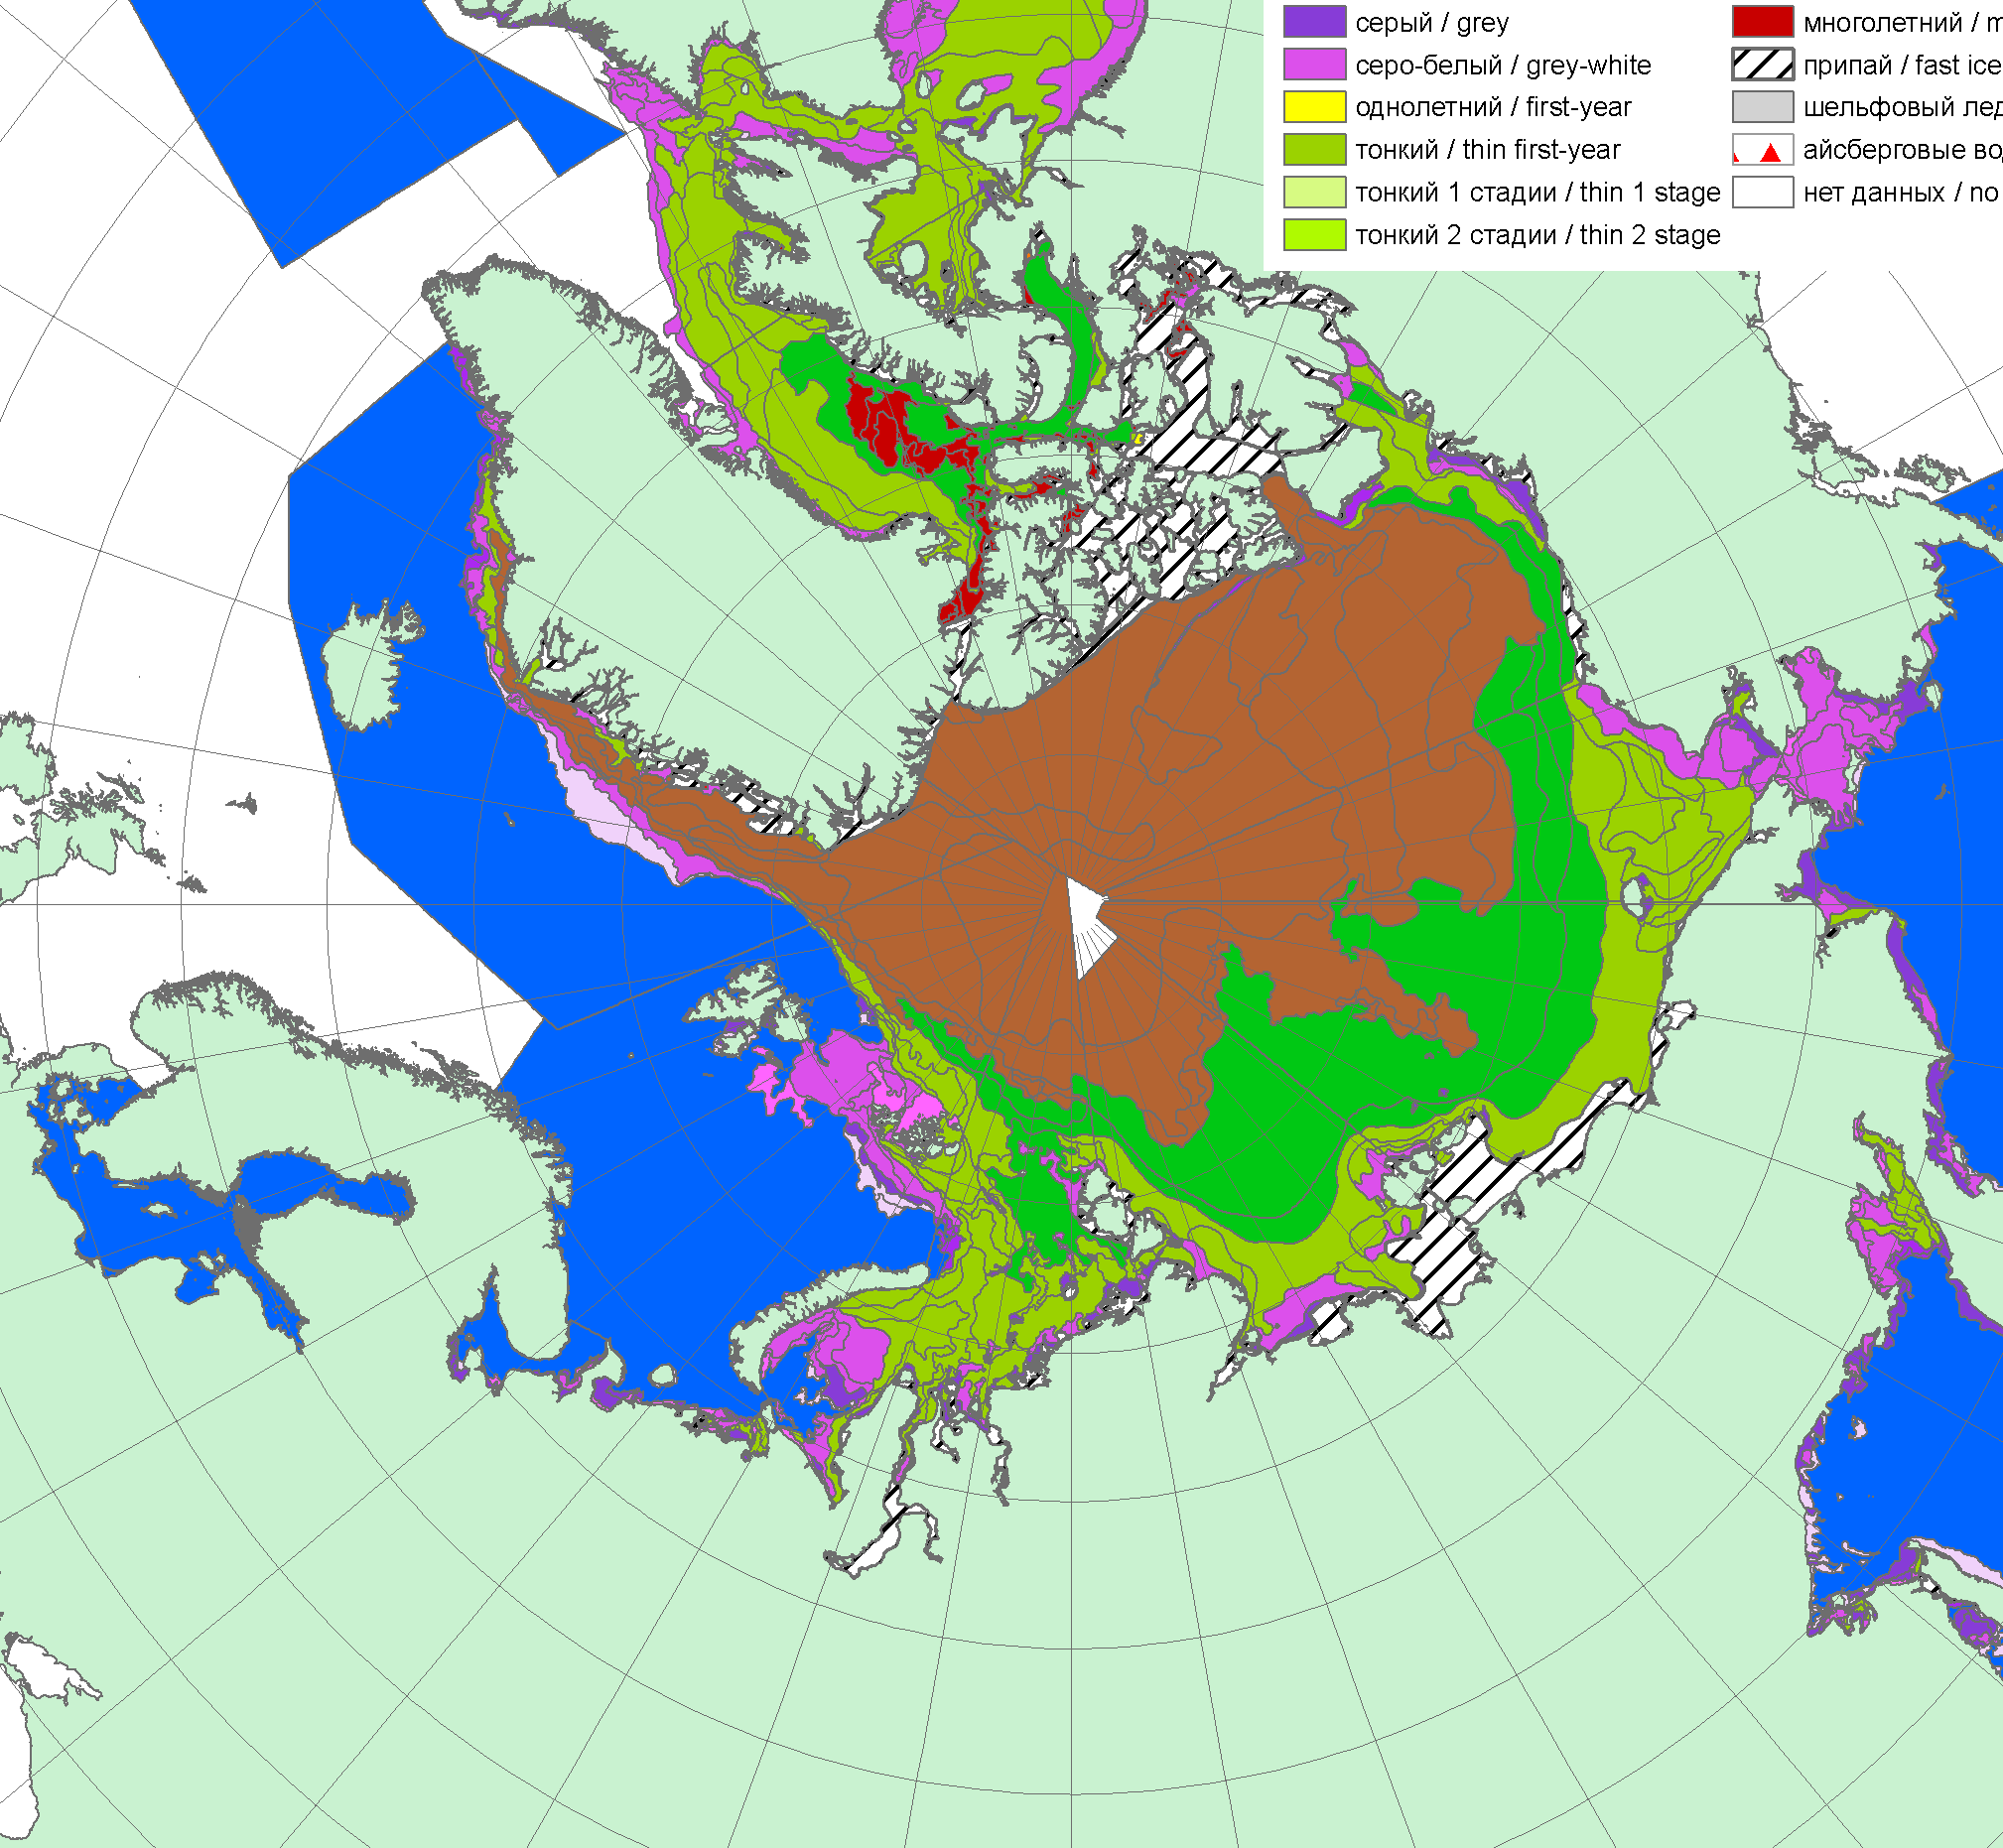 серый / grey
серо-белый / grey-white
однолетний / first-year
тонкий / thin first-year
тонкий 1 стадии / thin 1 stage
тонкий 2 стадии / thin 2 stage
многолетний / m
припай / fast ice
шельфовый лед
айсберговые во
нет данных / no